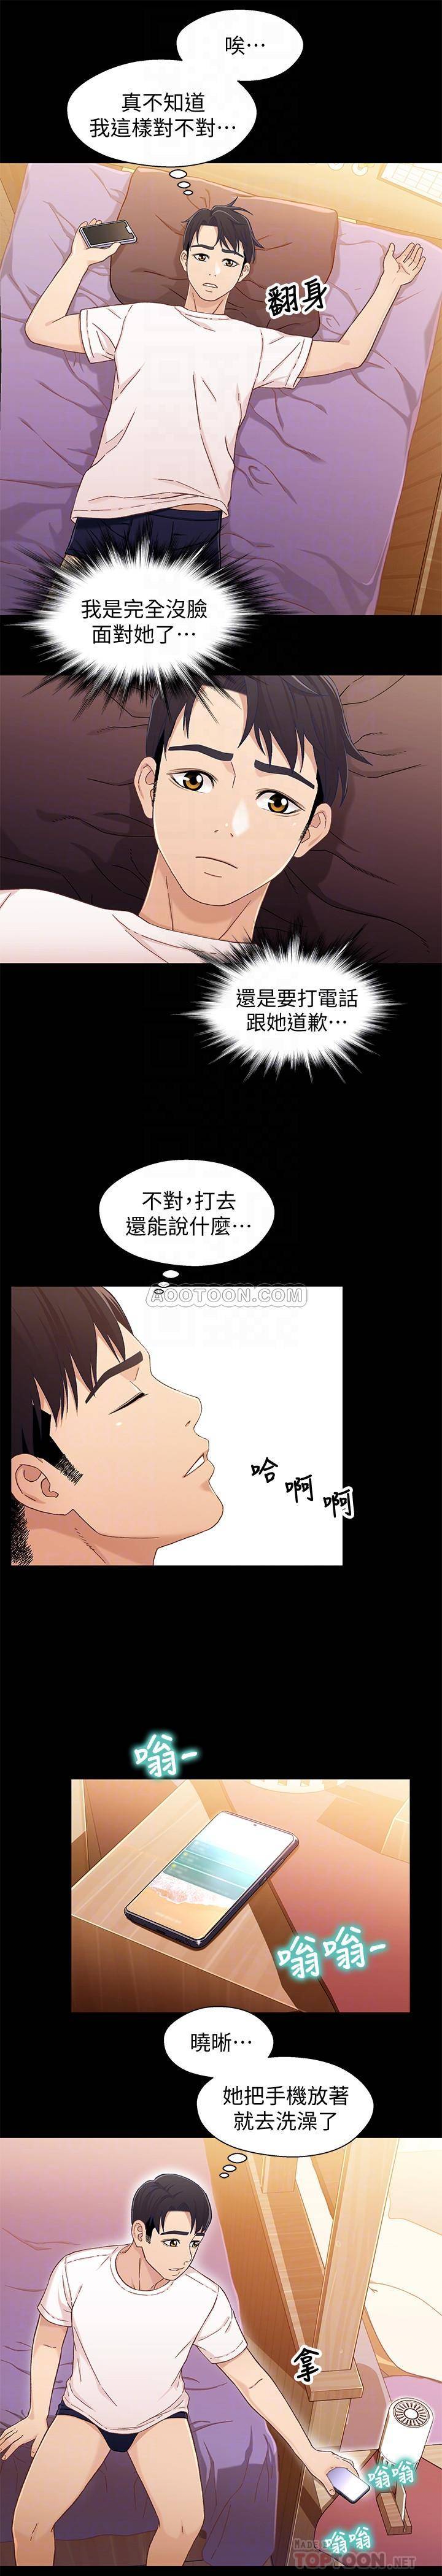 唉⋯
真不知道
我這樣對不對⋯
翻身
我是完全沒臉
面對她了⋯
還是要打電話
跟她道歉⋯
不對，打去
還能說什麼⋯
AOOTOON.COM
哈啊啊
嗡-
嗡嗡-
曉晰⋯
她把手機放著
就去洗澡了
拿
嗡嗡
嗡嗡
TOPTOON.NET